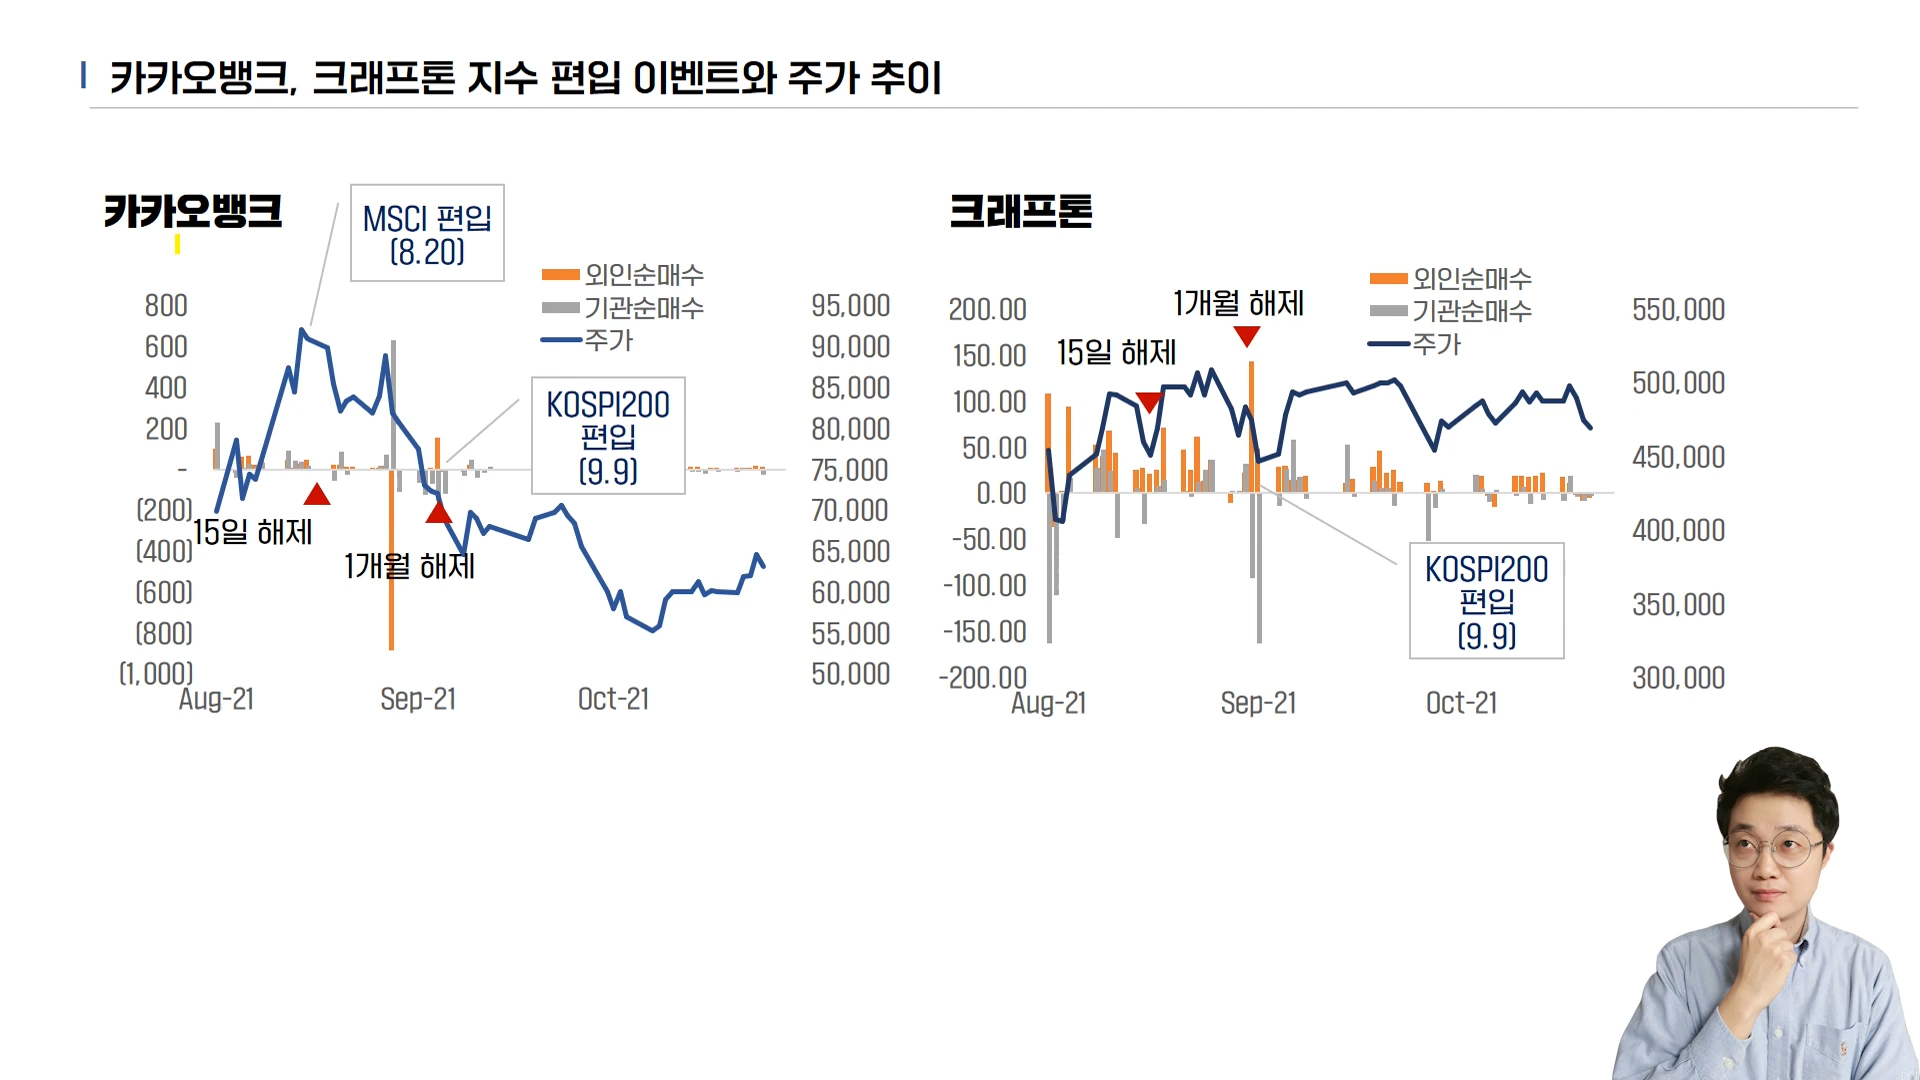 카카오뱅크, 크래프톤 지수 편입 이벤트와 주가 추이
카카오뱅크
MSCI 편입
(8.20)
외인순매수
기관순매수
주가
800
600
400
200
-
(200)
(400)
(600)
(800)
(1,000)
95,000
90,000
85,000
80,000
75,000
70,000
65,000
60,000
55,000
50,000
KOSPI200
편입
(9.9)
15일 해제
1개월 해제
Aug-21
Sep-21
Oct-21
크래프톤
1개월 해제
15일 해제
외인순매수
기관순매수
주가
200.00
150.00
100.00
50.00
0.00
-50.00
-100.00
-150.00
-200.00
550,000
500,000
450,000
400,000
350,000
300,000
KOSPI200
편입
(9.9)
Aug-21
Sep-21
Oct-21